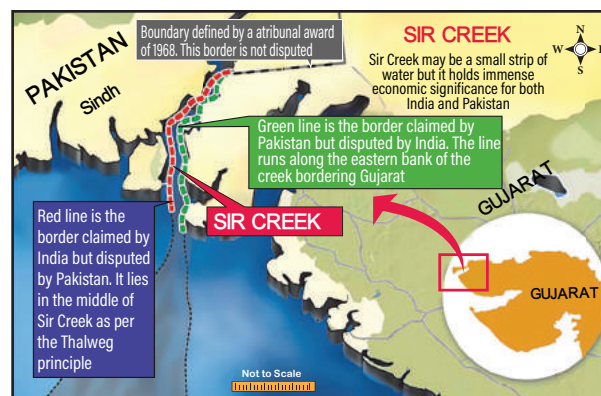 PAKISTAN
Sindh
Boundary defined by a atribunal award
of 1968. This border is not disputed
SIR CREEK
Sir Creek may be a small strip of
water but it holds immense
economic significance for both
India and Pakistan
N
W
E
S
Green line is the border claimed by
Pakistan but disputed by India. The line
runs along the eastern bank of the
creek bordering Gujarat
GUJARAT
Red line is the
border claimed by
India but disputed
by Pakistan. It lies
in the middle of
Sir Creek as per
the Thalweg
principle
SIR CREEK
GUJARAT
Not to Scale